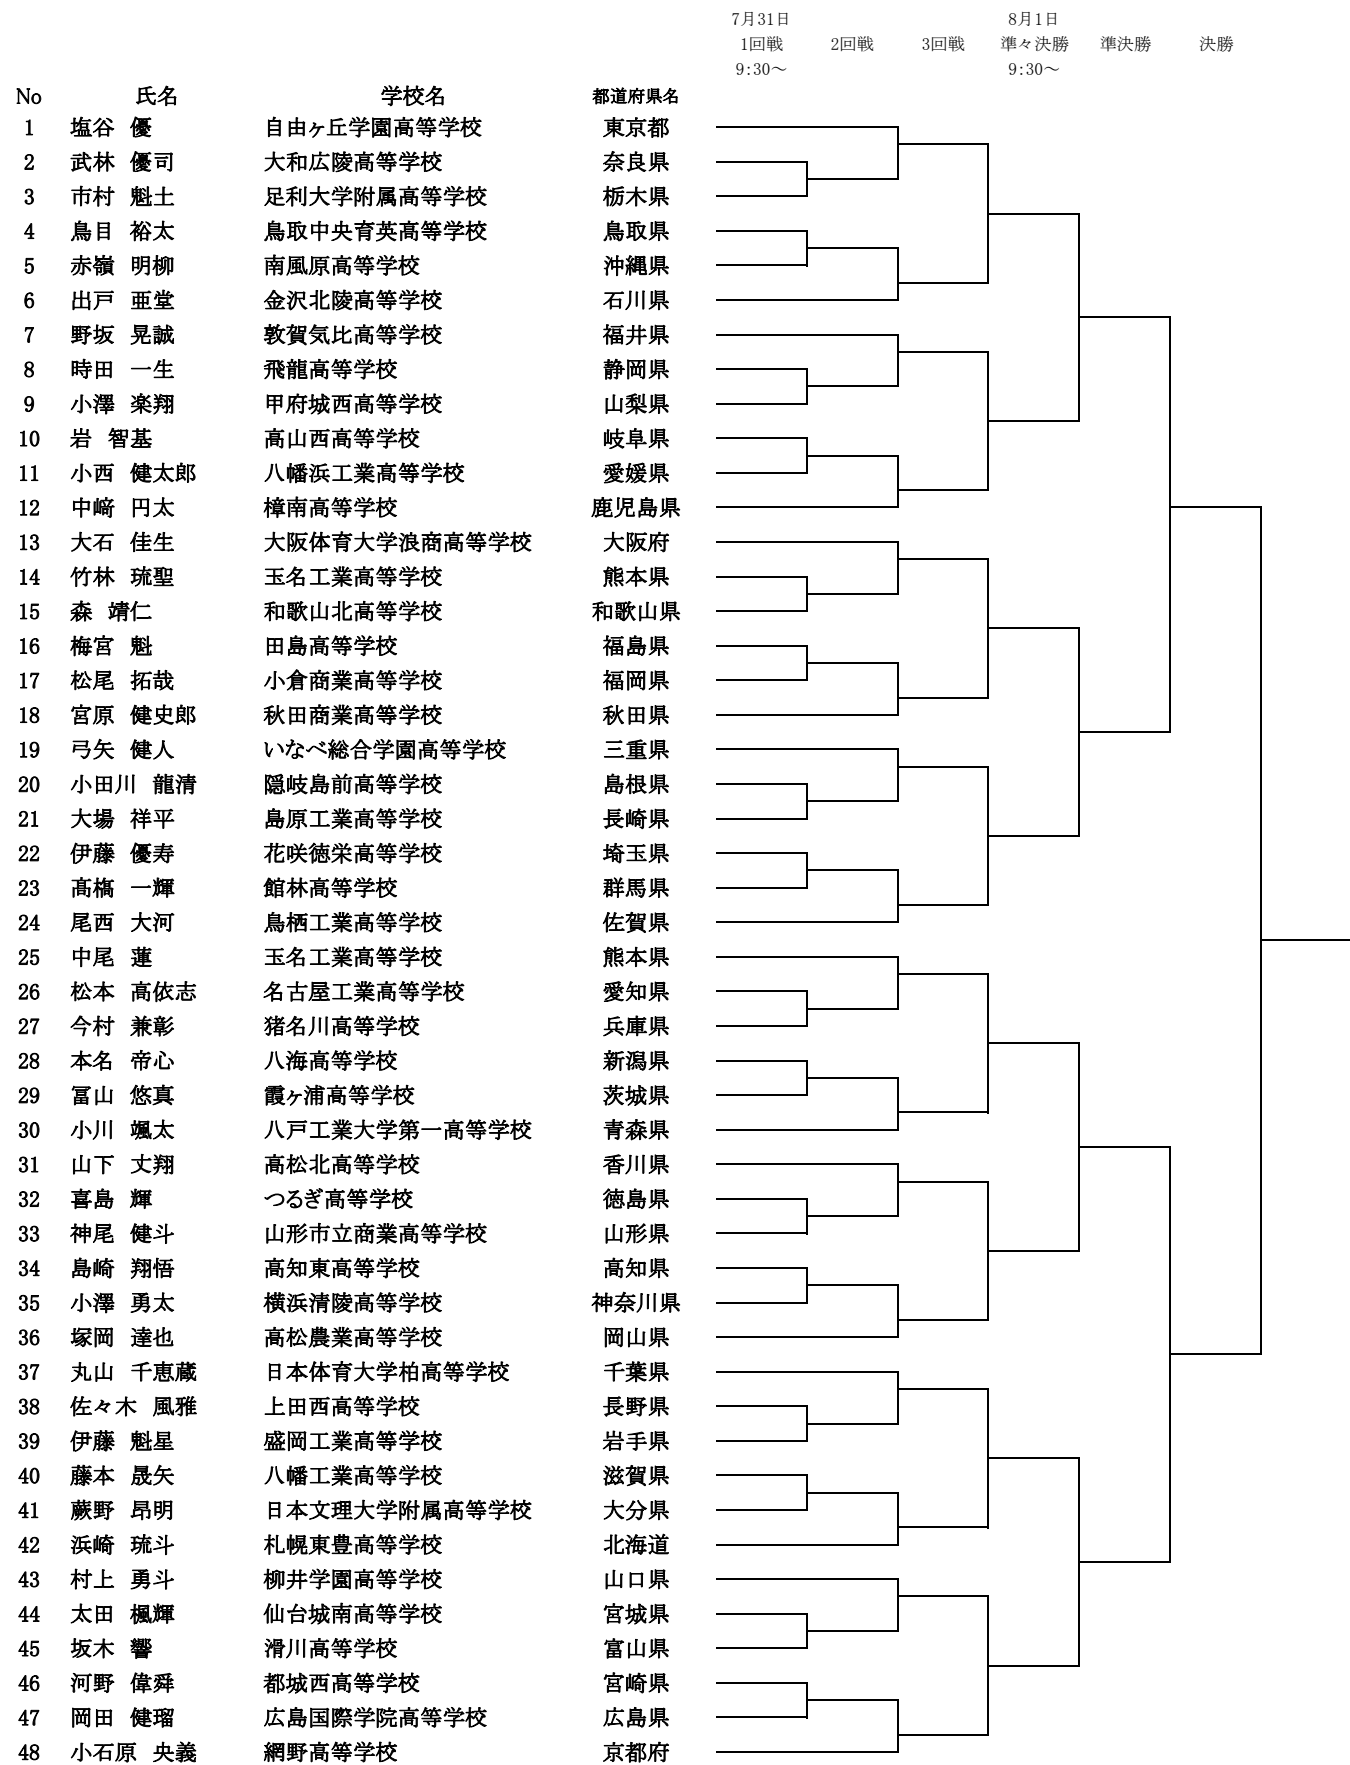 7月31日 8月1日
1回戦 2回戦 3回戦 準々決勝 準決勝 決勝
9:30～ 9:30～
No 氏名 学校名 都道府県名
1 塩谷 優 自由ヶ丘学園高等学校 東京都
2 武林 優司 大和広陵高等学校 奈良県
3 市村 魁士 足利大学附属高等学校 栃木県
4 鳥目 裕太 鳥取中央育英高等学校 鳥取県
5 赤嶺 明柳 南風原高等学校 沖縄県
6 出戸 亜堂 金沢北陵高等学校 石川県
7 野坂 晃誠 敦賀気比高等学校 福井県
8 時田 一生 飛龍高等学校 静岡県
9 小澤 楽翔 甲府城西高等学校 山梨県
10 岩 智基 高山西高等学校 岐阜県
11 小西 健太郎 八幡浜工業高等学校 愛媛県
12 中﨑 円太 樟南高等学校 鹿児島県
13 大石 佳生 大阪体育大学浪商高等学校 大阪府
14 竹林 琉聖 玉名工業高等学校 熊本県
15 森 靖仁 和歌山北高等学校 和歌山県
16 梅宮 魁 田島高等学校 福島県
17 松尾 拓哉 小倉商業高等学校 福岡県
18 宮原 健史郎 秋田商業高等学校 秋田県
19 弓矢 健人 いなべ総合学園高等学校 三重県
20 小田川 龍清 隠岐島前高等学校 島根県
21 大場 祥平 島原工業高等学校 長崎県
22 伊藤 優寿 花咲徳栄高等学校 埼玉県
23 髙橋 一輝 館林高等学校 群馬県
24 尾西 大河 鳥栖工業高等学校 佐賀県
25 中尾 蓮 玉名工業高等学校 熊本県
26 松本 高依志 名古屋工業高等学校 愛知県
27 今村 兼彰 猪名川高等学校 兵庫県
28 本名 帝心 八海高等学校 新潟県
29 冨山 悠真 霞ヶ浦高等学校 茨城県
30 小川 颯太 八戸工業大学第一高等学校 青森県
31 山下 丈翔 高松北高等学校 香川県
32 喜島 輝 つるぎ高等学校 徳島県
33 神尾 健斗 山形市立商業高等学校 山形県
34 島崎 翔悟 高知東高等学校 高知県
35 小澤 勇太 横浜清陵高等学校 神奈川県
36 塚岡 達也 高松農業高等学校 岡山県
37 丸山 千恵蔵 日本体育大学柏高等学校 千葉県
38 佐々木 風雅 上田西高等学校 長野県
39 伊藤 魁星 盛岡工業高等学校 岩手県
40 藤本 晟矢 八幡工業高等学校 滋賀県
41 蕨野 昂明 日本文理大学附属高等学校 大分県
42 浜崎 琉斗 札幌東豊高等学校 北海道
43 村上 勇斗 柳井学園高等学校 山口県
44 太田 楓輝 仙台城南高等学校 宮城県
45 坂木 響 滑川高等学校 富山県
46 河野 偉舜 都城西高等学校 宮崎県
47 岡田 健瑠 広島国際学院高等学校 広島県
48 小石原 央義 網野高等学校 京都府